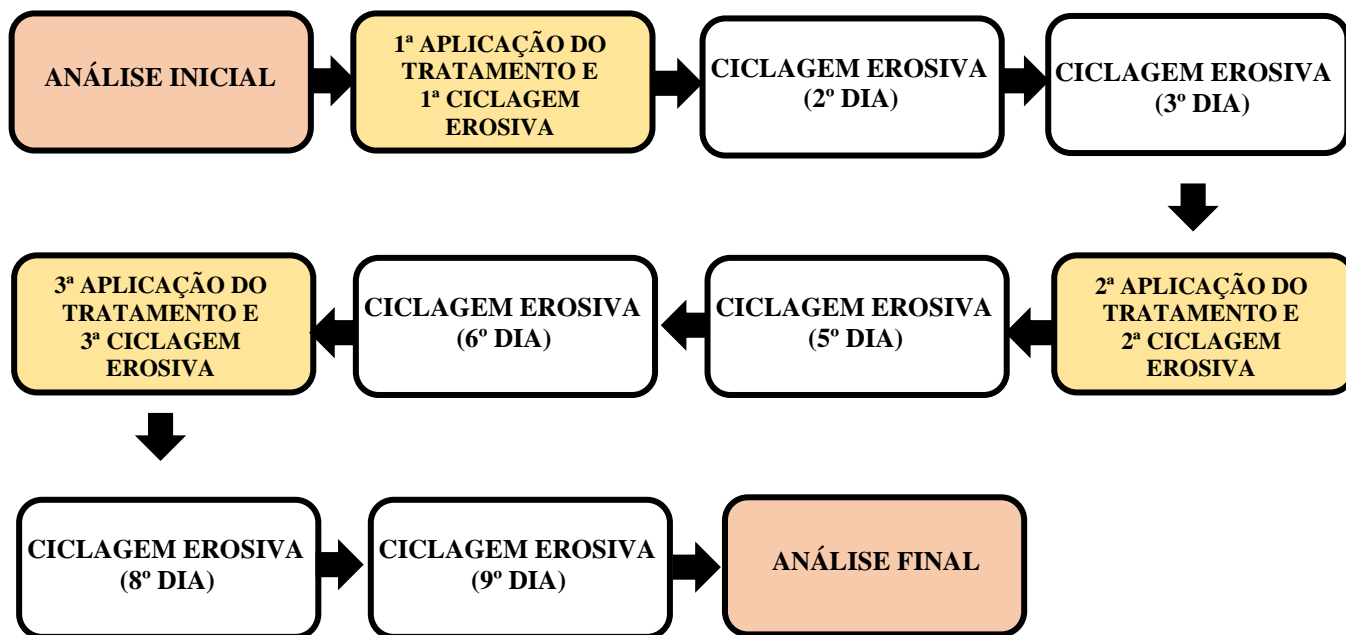 ANÁLISE INICIAL
1ª APLICAÇÃO DO
TRATAMENTO E
1ª CICLAGEM
EROSIVA
CICLAGEM EROSIVA
(2º DIA)
CICLAGEM EROSIVA
(3º DIA)
2ª APLICAÇÃO DO
TRATAMENTO E
2ª CICLAGEM
EROSIVA
CICLAGEM EROSIVA
(5º DIA)
CICLAGEM EROSIVA
(6º DIA)
3ª APLICAÇÃO DO
TRATAMENTO E
3ª CICLAGEM
EROSIVA
CICLAGEM EROSIVA
(8º DIA)
CICLAGEM EROSIVA
(9º DIA)
ANÁLISE FINAL